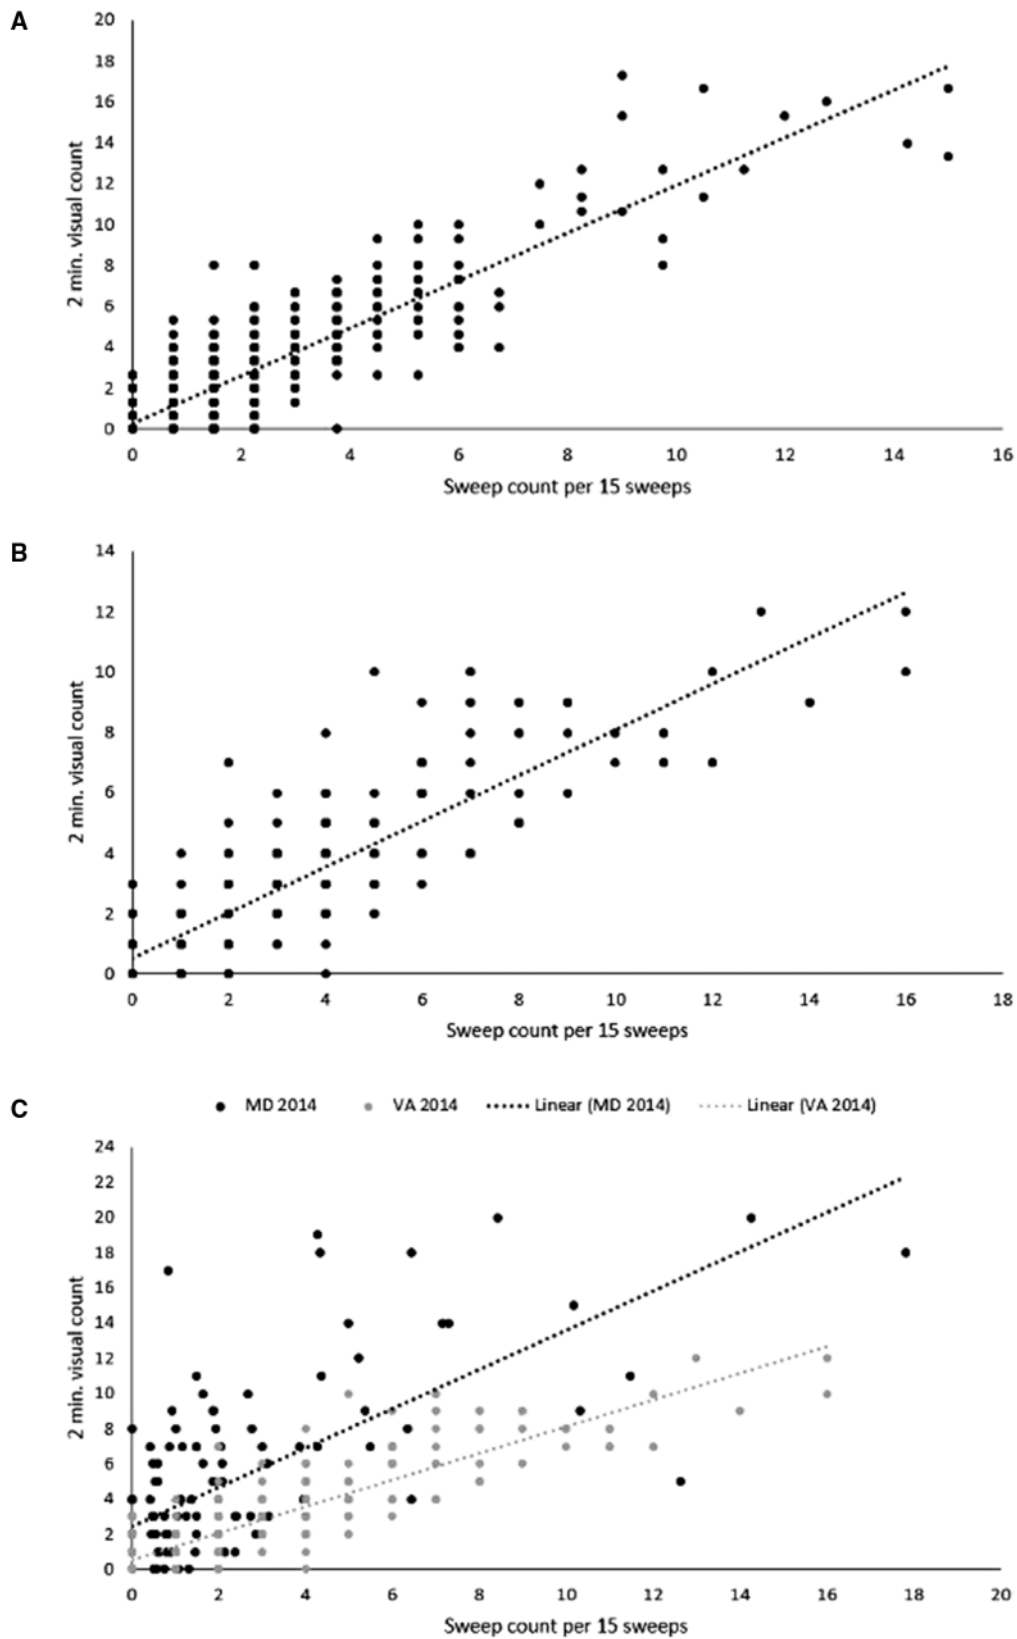 A
20
18
16
14
12
10
8
6
4
2
0
2 min. visual count
0 2 4 6 8 10 12 14 16
Sweep count per 15 sweeps
B
14
12
10
8
6
4
2
0
2 min. visual count
0 2 4 6 8 10 12 14 16 18
Sweep count per 15 sweeps
C
MD 2014 VA 2014 Linear (MD 2014) Linear (VA 2014)
24
22
20
18
16
14
12
10
8
6
4
2
0
2 min. visual count
0 2 4 6 8 10 12 14 16 18 20
Sweep count per 15 sweeps